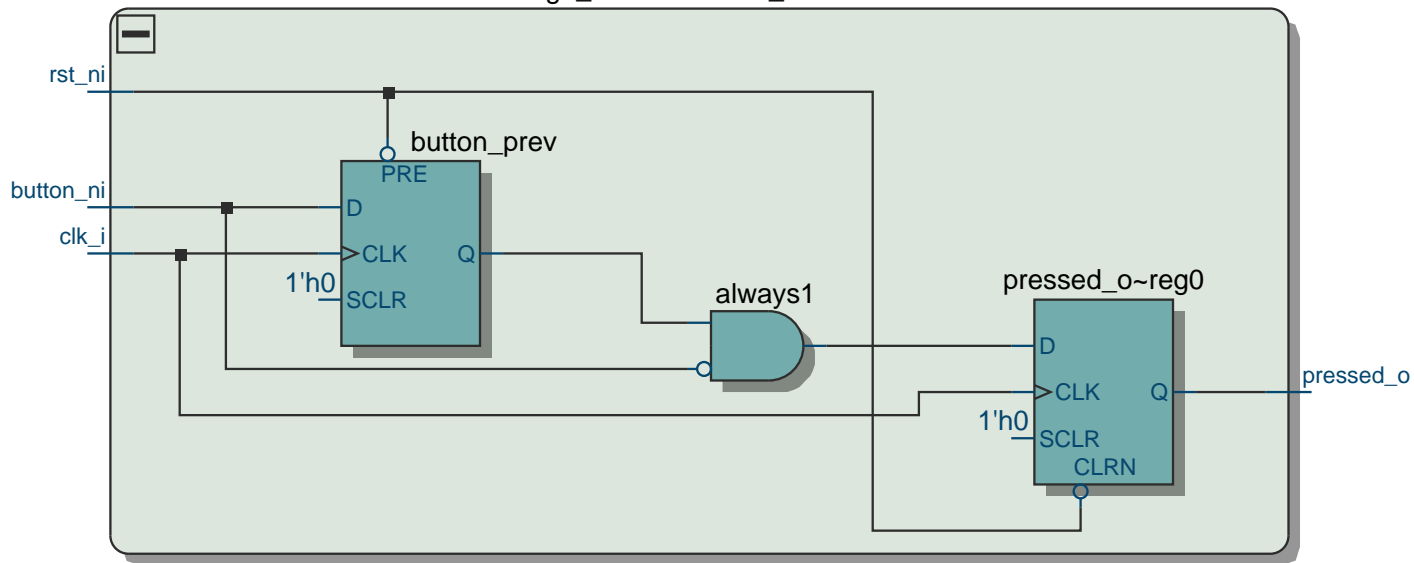 rst_ni
button_prev
PRE
button_ni
D
clk_i
CLK
Q
1'h0
SCLR
always1
pressed_o~reg0
D
CLK
Q
pressed_o
1'h0
SCLR
CLRN